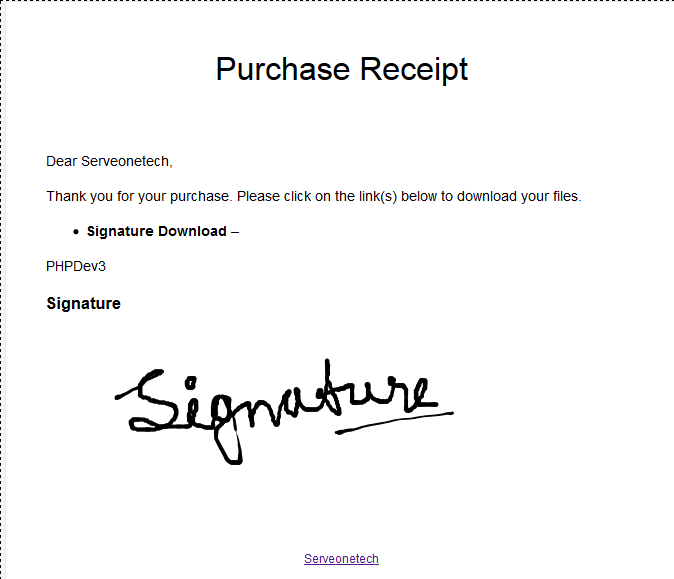 Purchase Receipt
Dear Serveonetech,
Thank you for your purchase. Please click on the link(s) below to download your files.
• Signature Download –
PHPDev3
Signature
Signature
Serveonetech